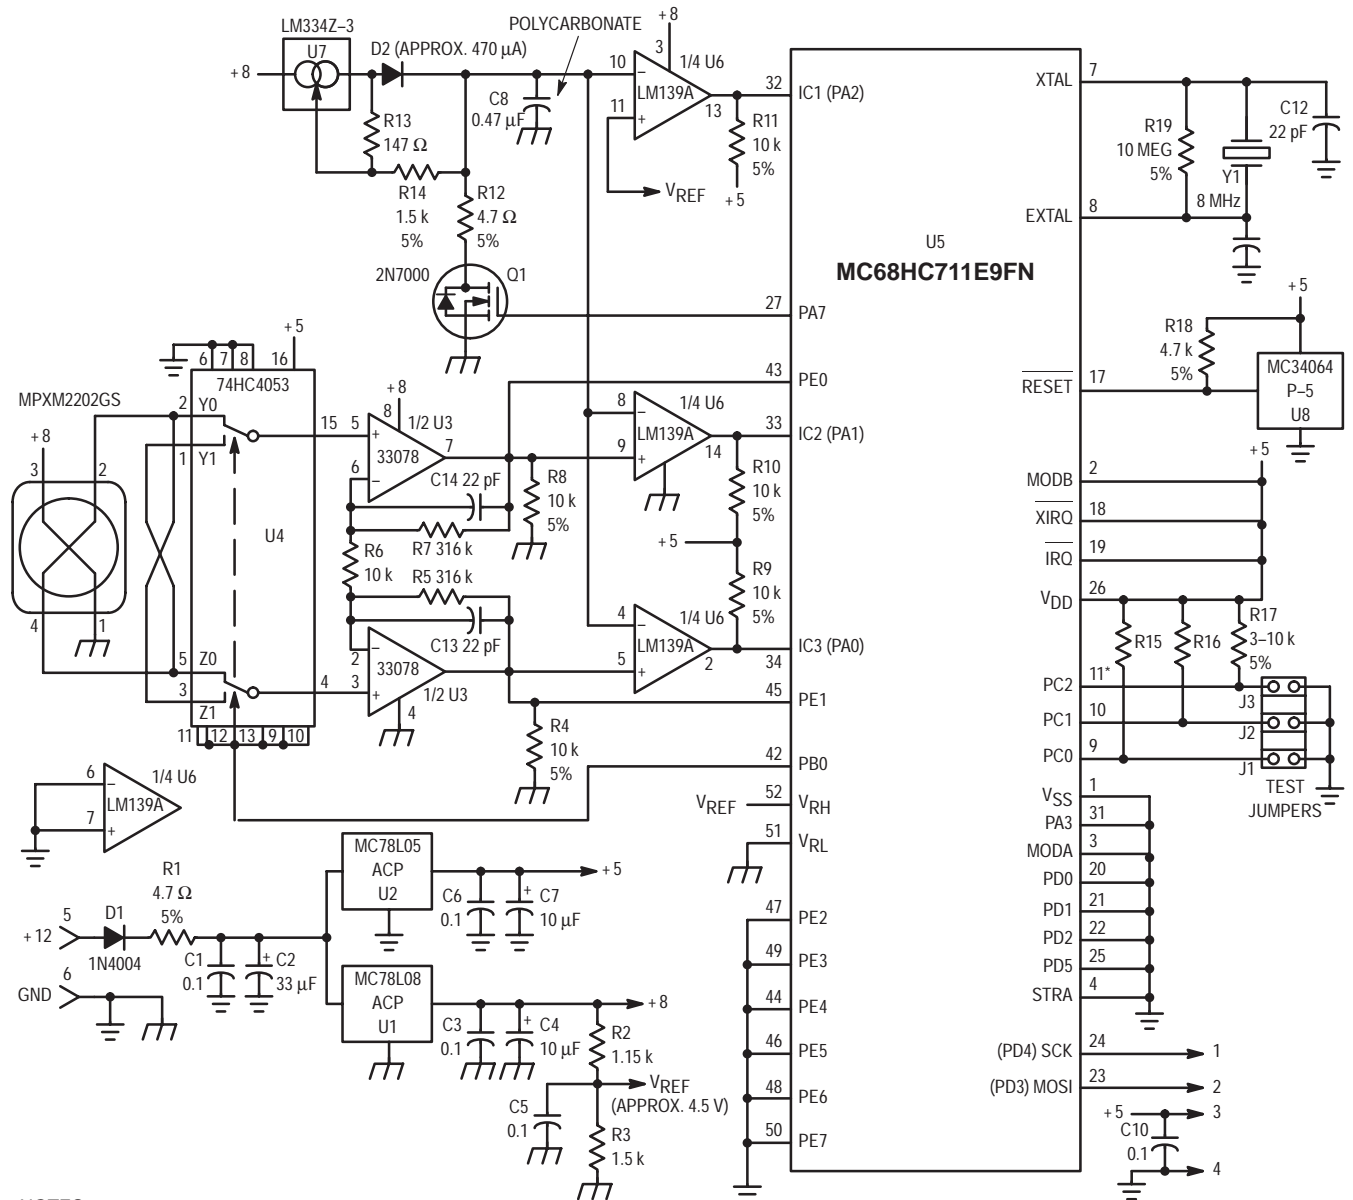 LM334Z–3
U7
+ 8
D2 (APPROX. 470 µA)
POLYCARBONATE
C8
0.47 µF
R13
147 Ω
R14
1.5 k
5%
R12
4.7 Ω
5%
2N7000
Q1
+ 8
3
10
11
–
+
1/4 U6
LM139A
13
VREF
R11
10 k
5%
+ 5
32
IC1 (PA2)
27
PA7
43
PE0
33
IC2 (PA1)
IC3 (PA0)
34
45
PE1
42
PB0
VREF
52
VRH
51
VRL
47
PE2
49
PE3
44
PE4
46
PE5
48
PE6
50
PE7
U5
MC68HC711E9FN
XTAL
7
EXTAL
8
R19
10 MEG
5%
Y1
8 MHz
C12
22 pF
+ 5
R18
4.7 k
5%
MC34064
P–5
U8
RESET
17
+ 5
MODB
2
XIRQ
18
IRQ
19
VDD
26
R15
R16
R17
3–10 k
5%
PC2
11*
PC1
10
PC0
9
J3
J2
J1
TEST
JUMPERS
VSS
1
PA3
31
MODA
3
PD0
20
PD1
21
PD2
22
PD5
25
STRA
4
(PD4) SCK
24
1
(PD3) MOSI
23
2
+ 5
3
C10
0.1
4
MPXM2202GS
+ 8
3
2
4
1
+ 5
6
7
8
16
74HC4053
2
Y0
1
Y1
15
U4
5
Z0
3
Z1
4
11
12
13
9
10
+ 8
8
5
+
6
–
1/2 U3
33078
7
C14 22 pF
R7 316 k
R6
10 k
R5 316 k
C13 22 pF
2
–
3
+
33078
1/2 U3
4
R8
10 k
5%
R4
10 k
5%
8
–
9
+
1/4 U6
LM139A
14
R10
10 k
5%
+ 5
R9
10 k
5%
4
–
5
+
1/4 U6
LM139A
2
6
–
7
+
1/4 U6
LM139A
R1
4.7 Ω
5%
5
+ 12
D1
1N4004
6
GND
C1
0.1
+
C2
33 µF
MC78L05
ACP
U2
C6
0.1
+
C7
10 µF
+ 5
MC78L08
ACP
U1
C3
0.1
+
C4
10 µF
+ 8
R2
1.15 k
VREF
(APPROX. 4.5 V)
C5
0.1
R3
1.5 k